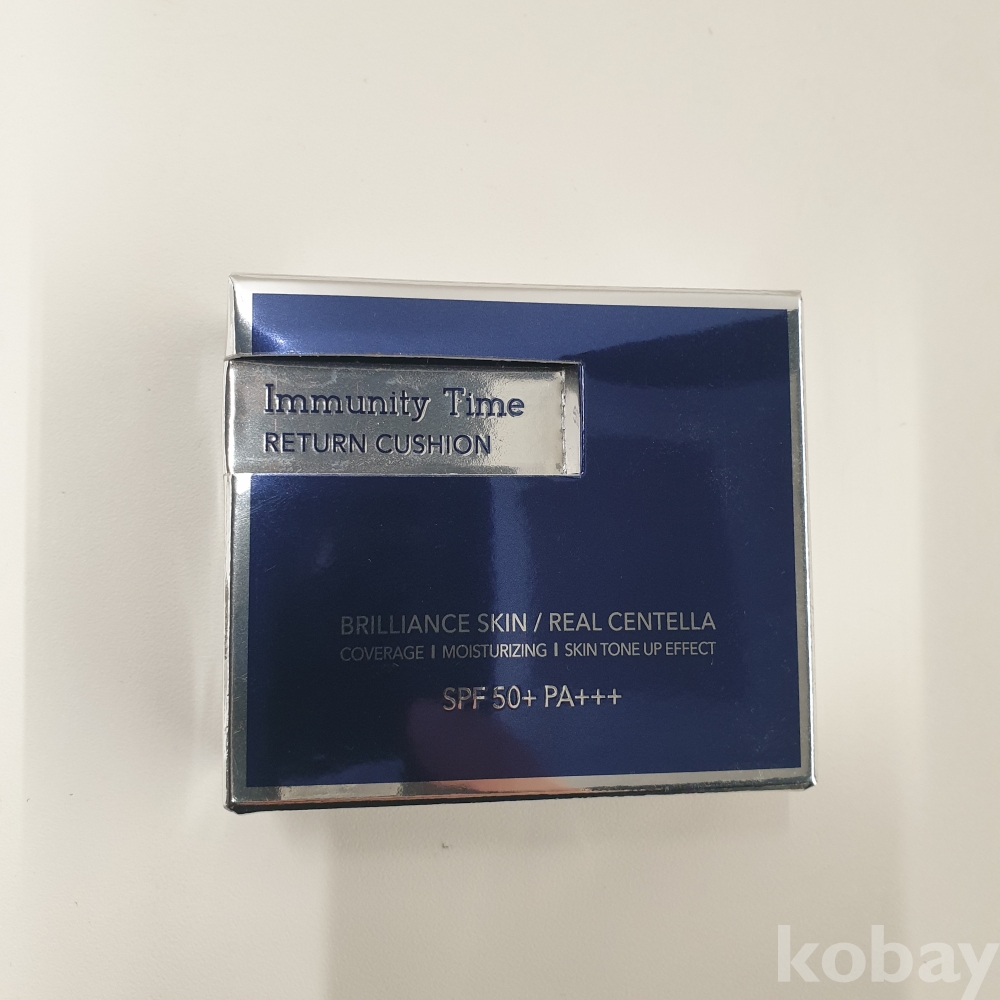 Immunity Time
RETURN CUSHION
BRILLIANCE SKIN / REAL CENTELLA
COVERAGE | MOISTURIZING | SKIN TONE UP EFFECT
SPF 50+ PA+++
kobay